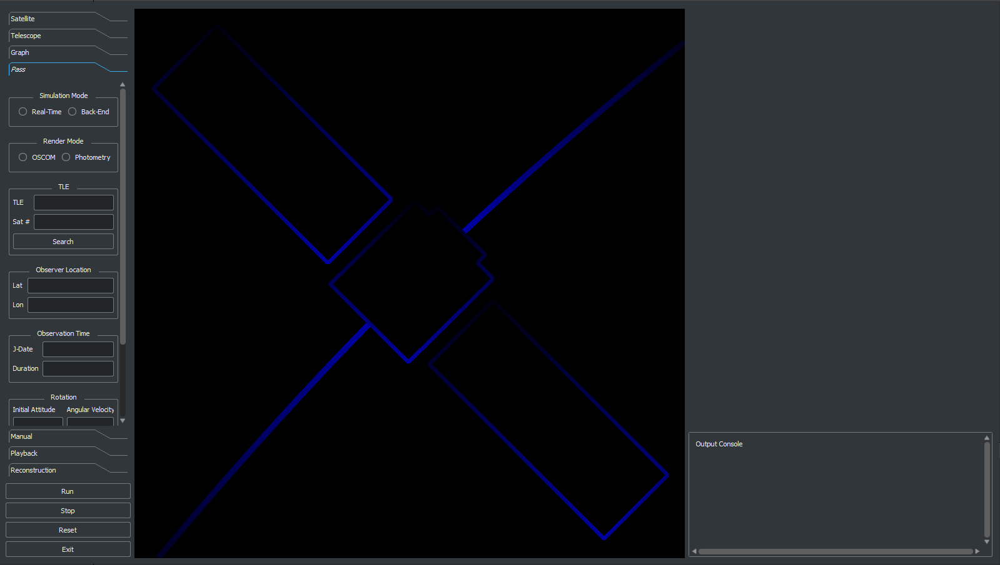 Satellite
Telescope
Graph
Pass
Simulation Mode
Real-Time Back-End
Render Mode
OSCOM Photometry
TLE
TLE
Sat #
Search
Observer Location
Lat
Lon
Observation Time
J-Date
Duration
Rotation
Initial Attitude Angular Velocity
Manual
Playback
Reconstruction
Run
Stop
Reset
Exit
Output Console